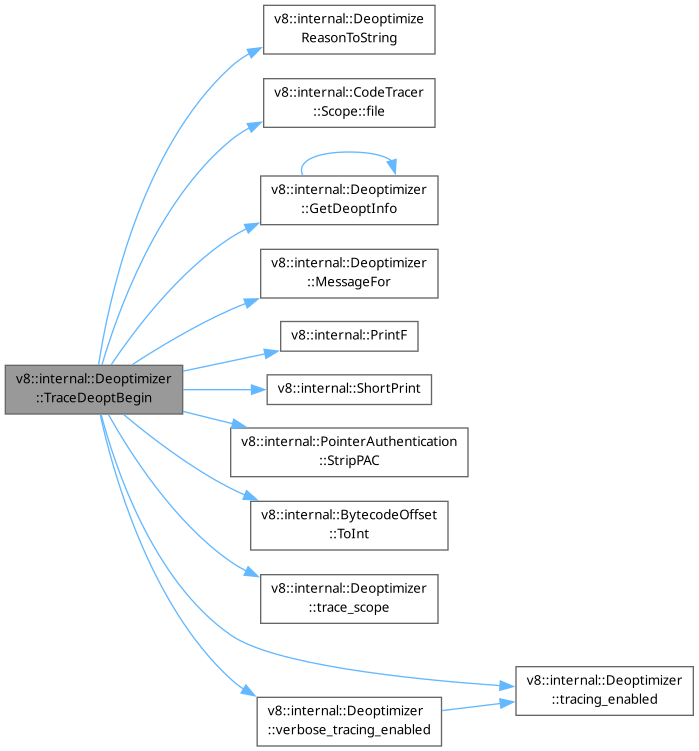 v8::internal::Deoptimize
ReasonToString
v8::internal::CodeTracer
::Scope::file
v8::internal::Deoptimizer
::GetDeoptInfo
v8::internal::Deoptimizer
::MessageFor
v8::internal::PrintF
v8::internal::Deoptimizer
::TraceDeoptBegin
v8::internal::ShortPrint
v8::internal::PointerAuthentication
::StripPAC
v8::internal::BytecodeOffset
::ToInt
v8::internal::Deoptimizer
::trace_scope
v8::internal::Deoptimizer
::tracing_enabled
v8::internal::Deoptimizer
::verbose_tracing_enabled